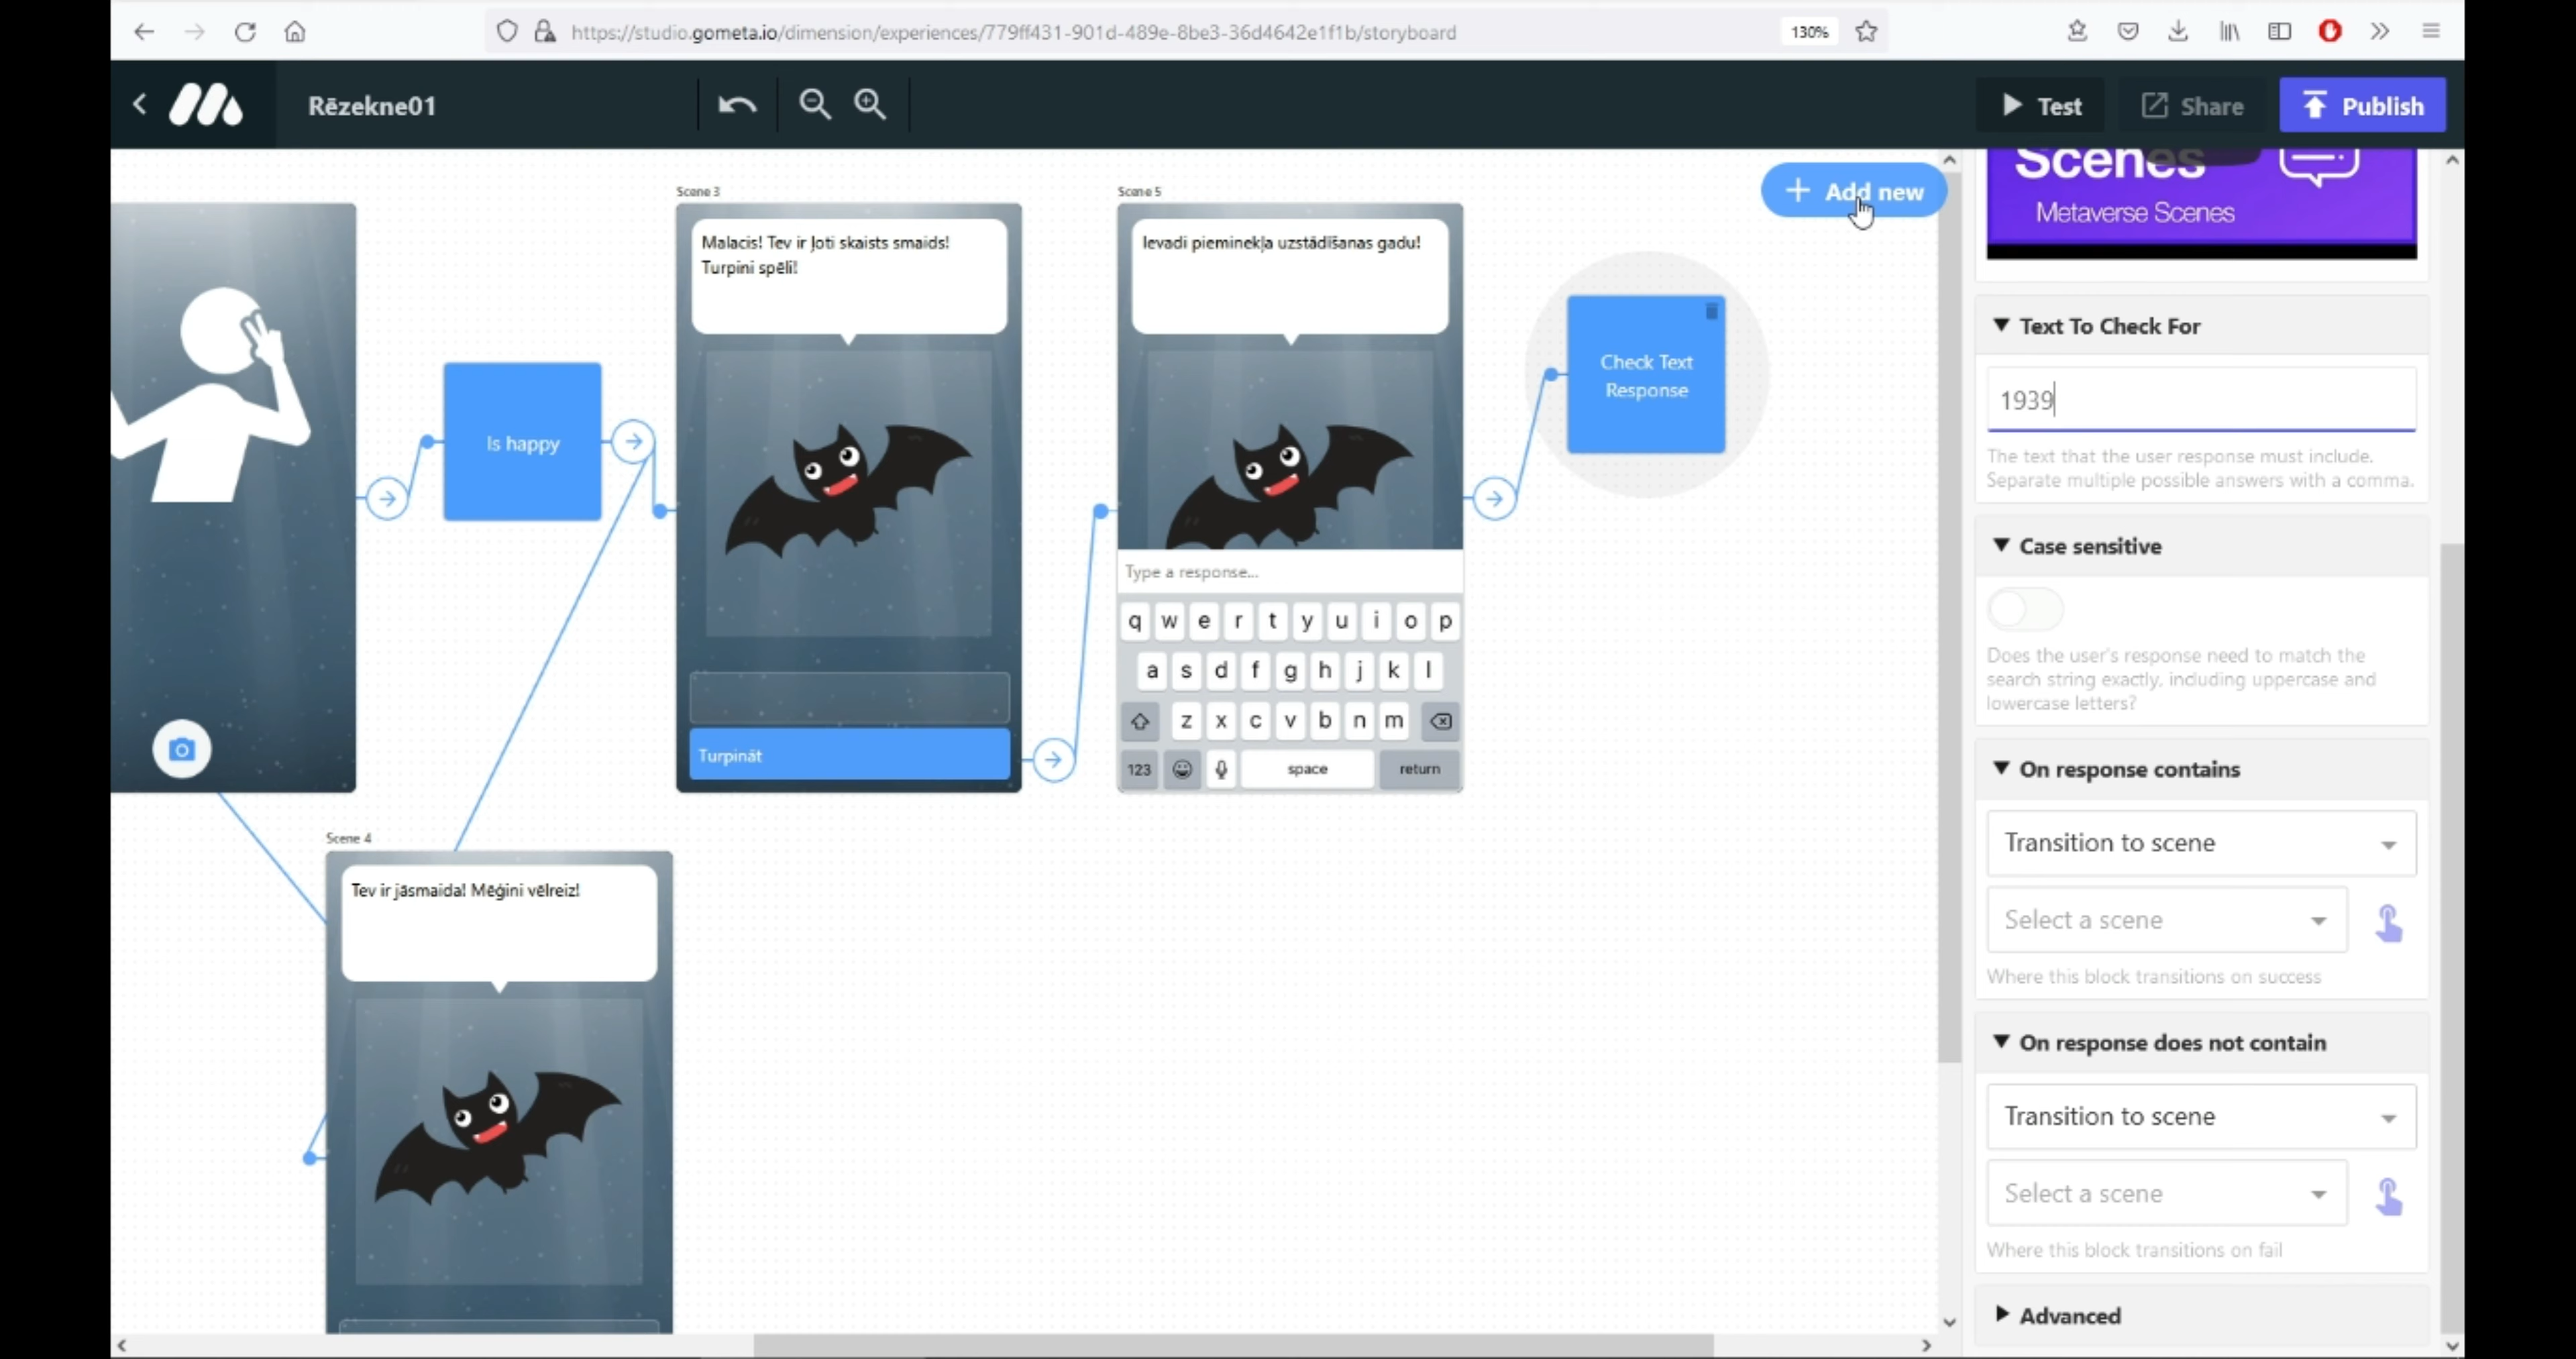 https://studio.gometa.io/dimension/experiences/779ff431-901d-489e-8be3-36d4642e1f1b/storyboard
130%
Rēzekne01
Test
Share
Publish
Add new
Scene 3
Malacis! Tev ir ļoti skaists smaids!
Turpini spēli!
Turpināt
Is happy
Scene 5
Ievadi pieminekļa uzstādīšanas gadu!
Type a response...
q w e r t y u i o p
a s d f g h j k l
z x c v b n m
123
space
return
Check Text
Response
Scene 4
Tev ir jāsmaida! Mēģini vēlreiz!
Scenes
Metaverse Scenes
Text To Check For
1939
The text that the user response must include.
Separate multiple possible answers with a comma.
Case sensitive
Does the user's response need to match the
search string exactly, including uppercase and
lowercase letters?
On response contains
Transition to scene
Select a scene
Where this block transitions on success
On response does not contain
Transition to scene
Select a scene
Where this block transitions on fail
Advanced